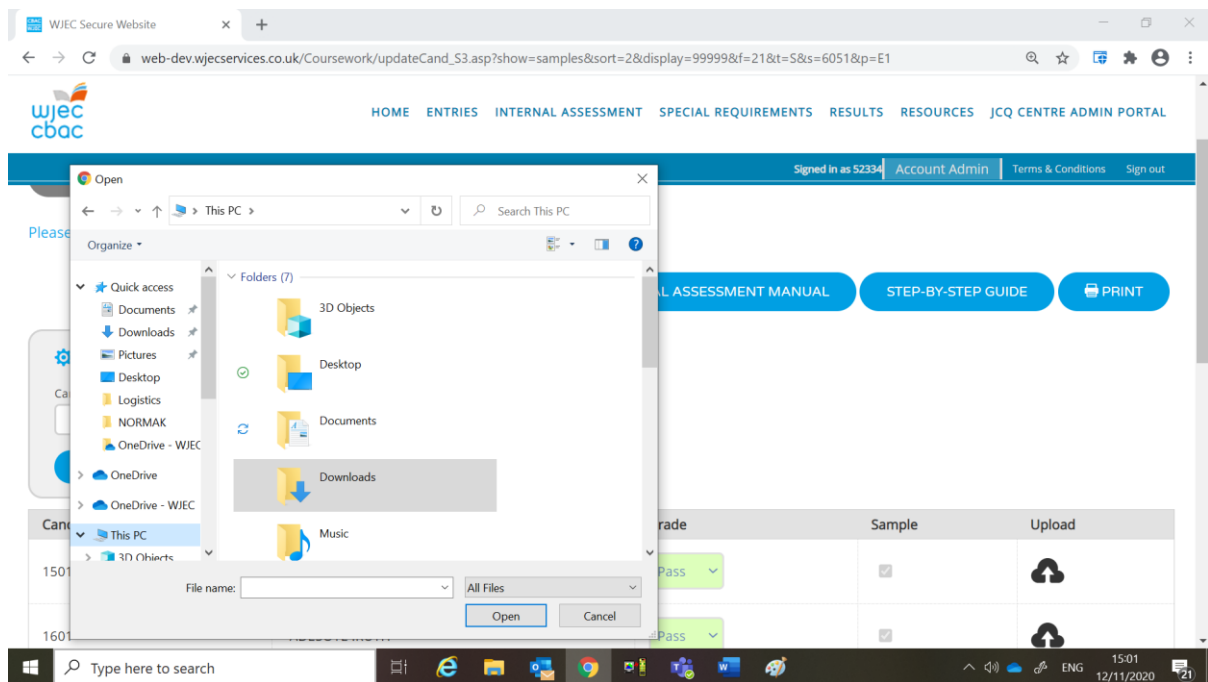 WJEC Secure Website
web-dev.wjecservices.co.uk/Coursework/updateCand_S3.asp?show=samples&sort=2&display=99999&f=21&t=S&s=6051&p=E1
wjec
cbac
HOME ENTRIES INTERNAL ASSESSMENT SPECIAL REQUIREMENTS RESULTS RESOURCES JCQ CENTRE ADMIN PORTAL
Signed in as 52334 Account Admin Terms & Conditions Sign out
Open
This PC
Search This PC
Please
Organize
Quick access
Documents
Downloads
Pictures
Desktop
Logistics
NORMAK
OneDrive - WJEC
OneDrive
OneDrive - WJEC
This PC
3D Objects
Folders (7)
3D Objects
Desktop
Documents
Downloads
Music
File name:
All Files
Open Cancel
L ASSESSMENT MANUAL STEP-BY-STEP GUIDE PRINT
Ca
Cand rade Sample Upload
1501 Pass
1601 Pass
Type here to search
ENG
15:01
12/11/2020
21